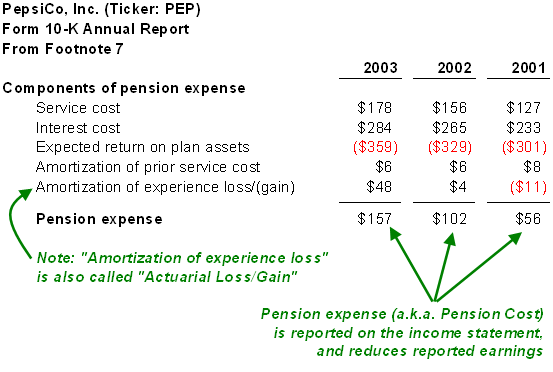 PepsiCo, Inc. (Ticker: PEP)
Form 10-K Annual Report
From Footnote 7
2003 2002 2001
Components of pension expense
Service cost $178 $156 $127
Interest cost $284 $265 $233
Expected return on plan assets ($359) ($329) ($301)
Amortization of prior service cost $6 $6 $8
Amortization of experience loss/(gain) $48 $4 ($11)
Pension expense $157 $102 $56
Note: "Amortization of experience loss"
is also called "Actuarial Loss/Gain"
Pension expense (a.k.a. Pension Cost)
is reported on the income statement,
and reduces reported earnings